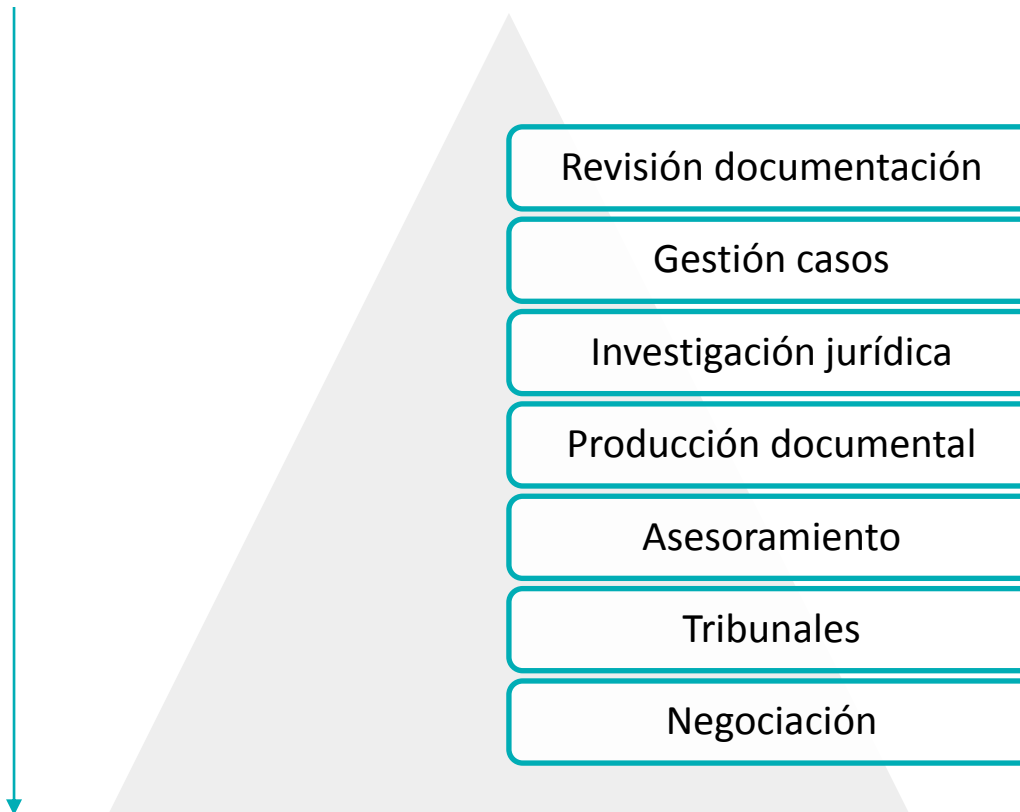 Revisión documentación
Gestión casos
Investigación jurídica
Producción documental
Asesoramiento
Tribunales
Negociación